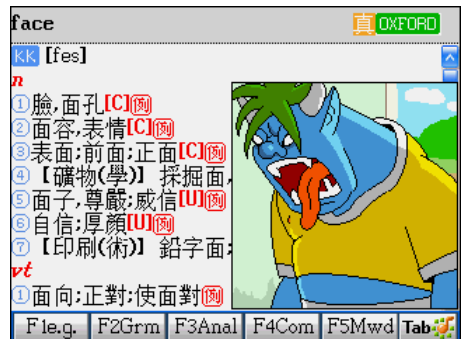 face 真 OXFORD
KK [fes]
n
①臉,面孔[C]例
②面容,表情[C]例
③表面;前面;正面[C]例
④【礦物(學)】 採掘面,
⑤面子,尊嚴;威信[U]例
⑥自信;厚顏[U]例
⑦【印刷(術)】 鉛字面;
vt
①面向;正對;使面對例
F1e.g. F2Grm F3Anal F4Com F5Mwd Tab